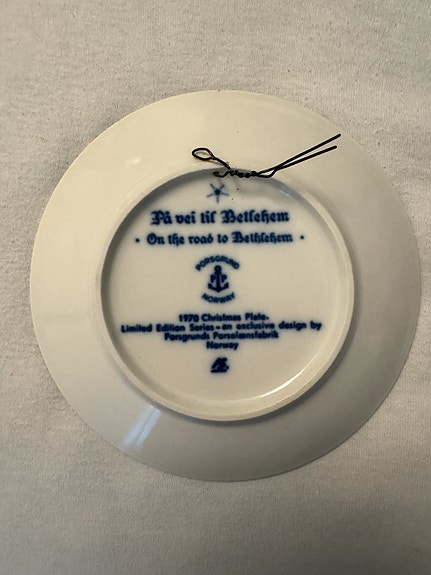 På vei til Betlehem
• On the road to Bethlehem •
PORSGRUND
NORWAY
1970 Christmas Plate.
Limited Edition Series - an exclusive design by
Porsgrunds Porselænsfabrik
Norway